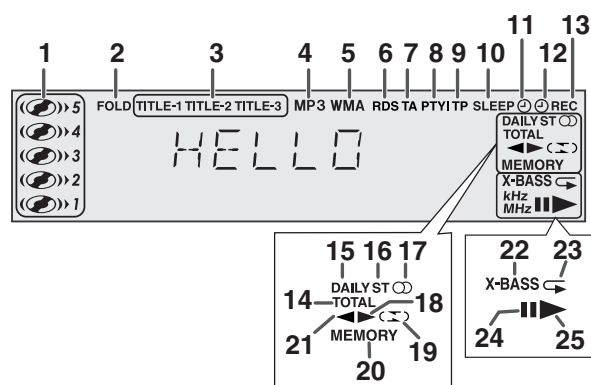 1 2 3 4 5 6 7 8 9 10 11 12 13
5 FOLD TITLE-1 TITLE-2 TITLE-3 MP3 WMA RDS TA PTYI TP SLEEP REC
4 DAILY ST
TOTAL
3 HELLO
MEMORY
2 X-BASS
kHz
1 MHz
15 16 17
DAILY ST
14 TOTAL 18
21 19
MEMORY
20
22 23
X-BASS
24 25